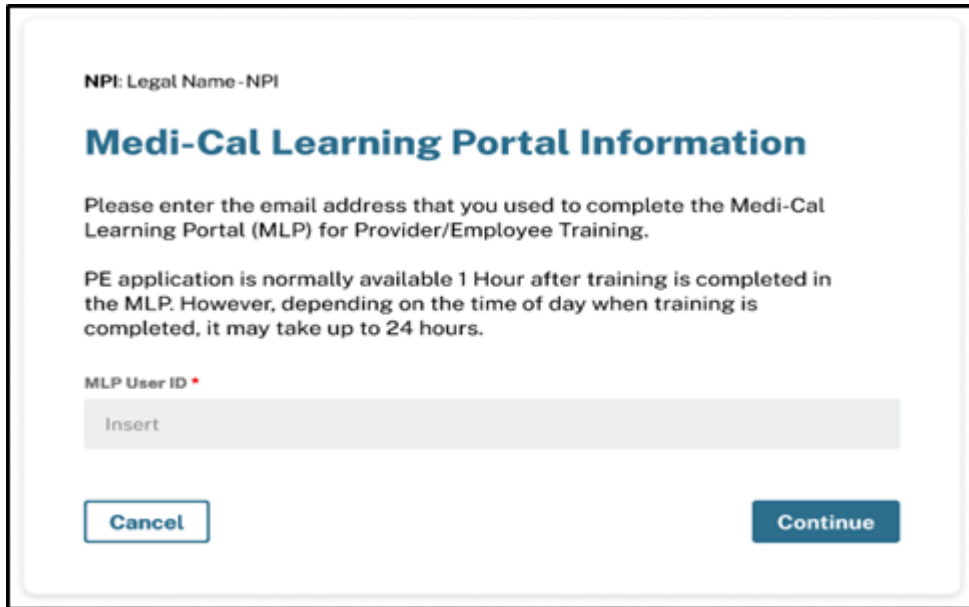 NPI: Legal Name-NPI
Medi-Cal Learning Portal Information
Please enter the email address that you used to complete the Medi-Cal
Learning Portal (MLP) for Provider/Employee Training.
PE application is normally available 1 Hour after training is completed in
the MLP. However, depending on the time of day when training is
completed, it may take up to 24 hours.
MLP User ID *
Insert
Cancel
Continue